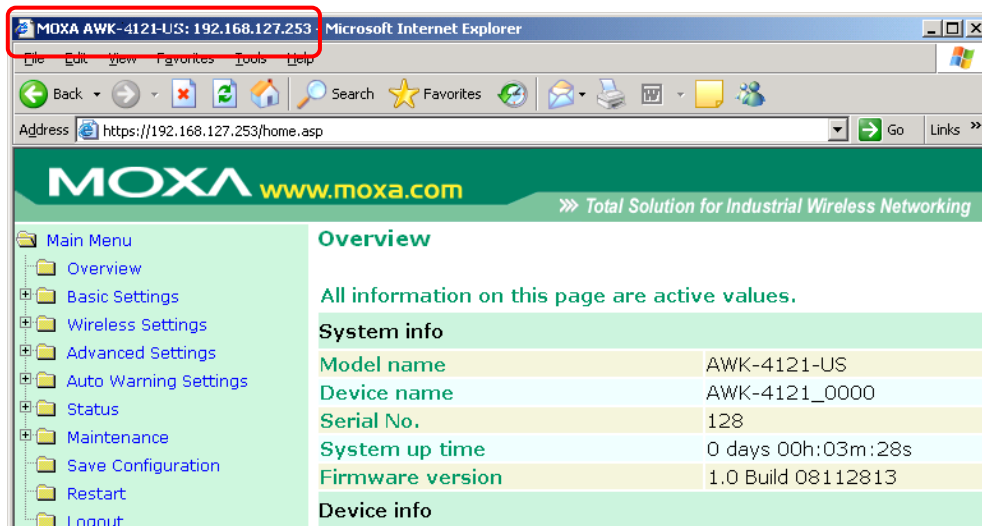 MOXA AWK-4121-US: 192.168.127.253 - Microsoft Internet Explorer
File Edit View Favorites Tools Help
Back Search Favorites
Address https://192.168.127.253/home.asp Go Links »
MOXA www.moxa.com
Total Solution for Industrial Wireless Networking
Main Menu
Overview
Basic Settings
Wireless Settings
Advanced Settings
Auto Warning Settings
Status
Maintenance
Save Configuration
Restart
Logout
Overview
All information on this page are active values.
System info
Model name AWK-4121-US
Device name AWK-4121_0000
Serial No. 128
System up time 0 days 00h:03m:28s
Firmware version 1.0 Build 08112813
Device info